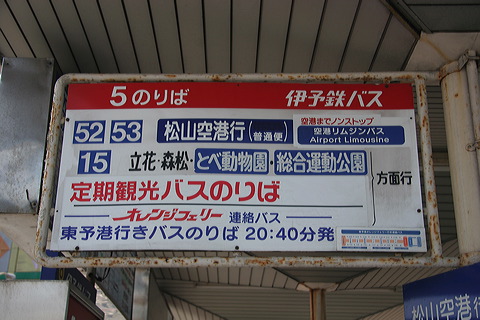 5のりば 伊予鉄バス
52 53 松山空港行(普通便)
空港までノンストップ
空港リムジンバス
Airport Limousine
15 立花・森松・とべ動物園・総合運動公園 方面行
定期観光バスのりば
オレンジフェリー 連絡バス
東予港行きバスのりば 20:40分発
松山空港行